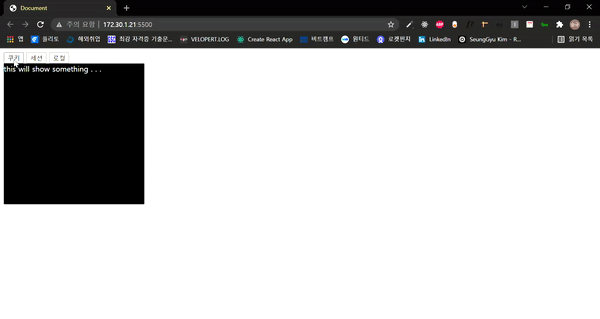 Document
주의 요함 172.30.1.21:5500
앱 플리토 해외취업 최강 자격증 기출문... VELOPERT.LOG Create React App 비트캠프 원티드 로켓펀치 LinkedIn SeungGyu Kim - R... 읽기 목록
쿠키 세션 로컬
this will show something . . .